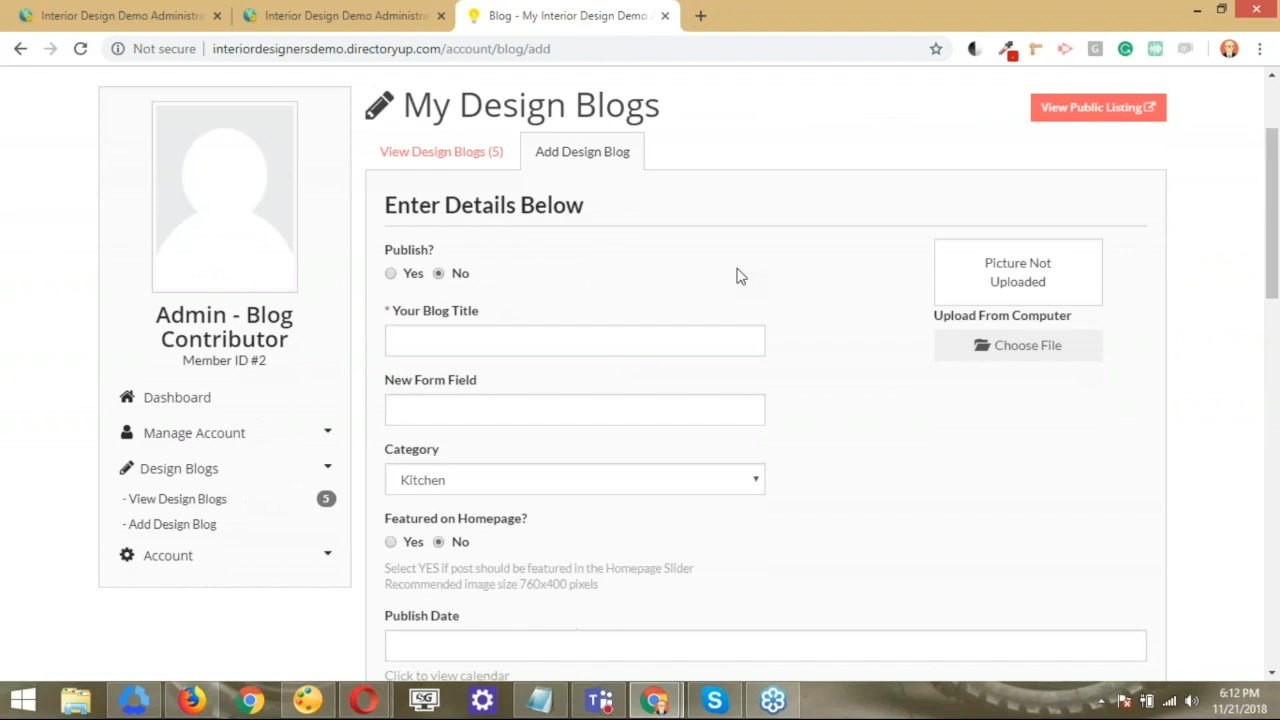 Interior Design Demo Administra
Interior Design Demo Administra
Blog - My Interior Design Demo
Not secure
interiordesignersdemo.directoryup.com/account/blog/add
My Design Blogs
View Public Listing
View Design Blogs (5)
Add Design Blog
Enter Details Below
Publish?
Yes No
Picture Not
Uploaded
Upload From Computer
Choose File
* Your Blog Title
New Form Field
Category
Kitchen
Featured on Homepage?
Yes No
Select YES if post should be featured in the Homepage Slider
Recommended image size 760x400 pixels
Publish Date
Click to view calendar
Admin - Blog
Contributor
Member ID #2
Dashboard
Manage Account
Design Blogs
- View Design Blogs 5
- Add Design Blog
Account
SG
6:12 PM
11/21/2018